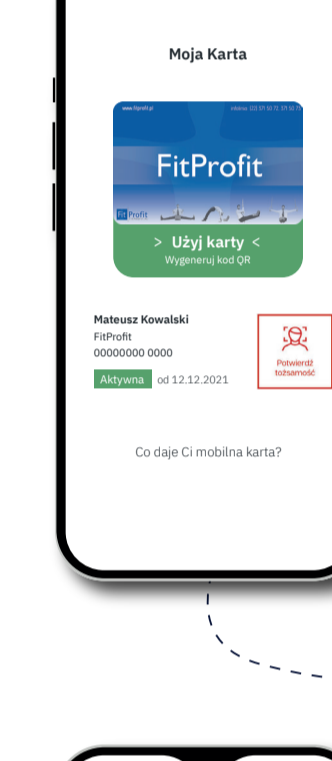 Moja Karta
www.fitprofit.pl
FitProfit
Fit Profit
> Użyj karty <
Wygeneruj kod QR
Mateusz Kowalski
FitProfit
00000000 0000
Aktywna od 12.12.2021
Potwierdź
tożsamość
Co daje Ci mobilna karta?